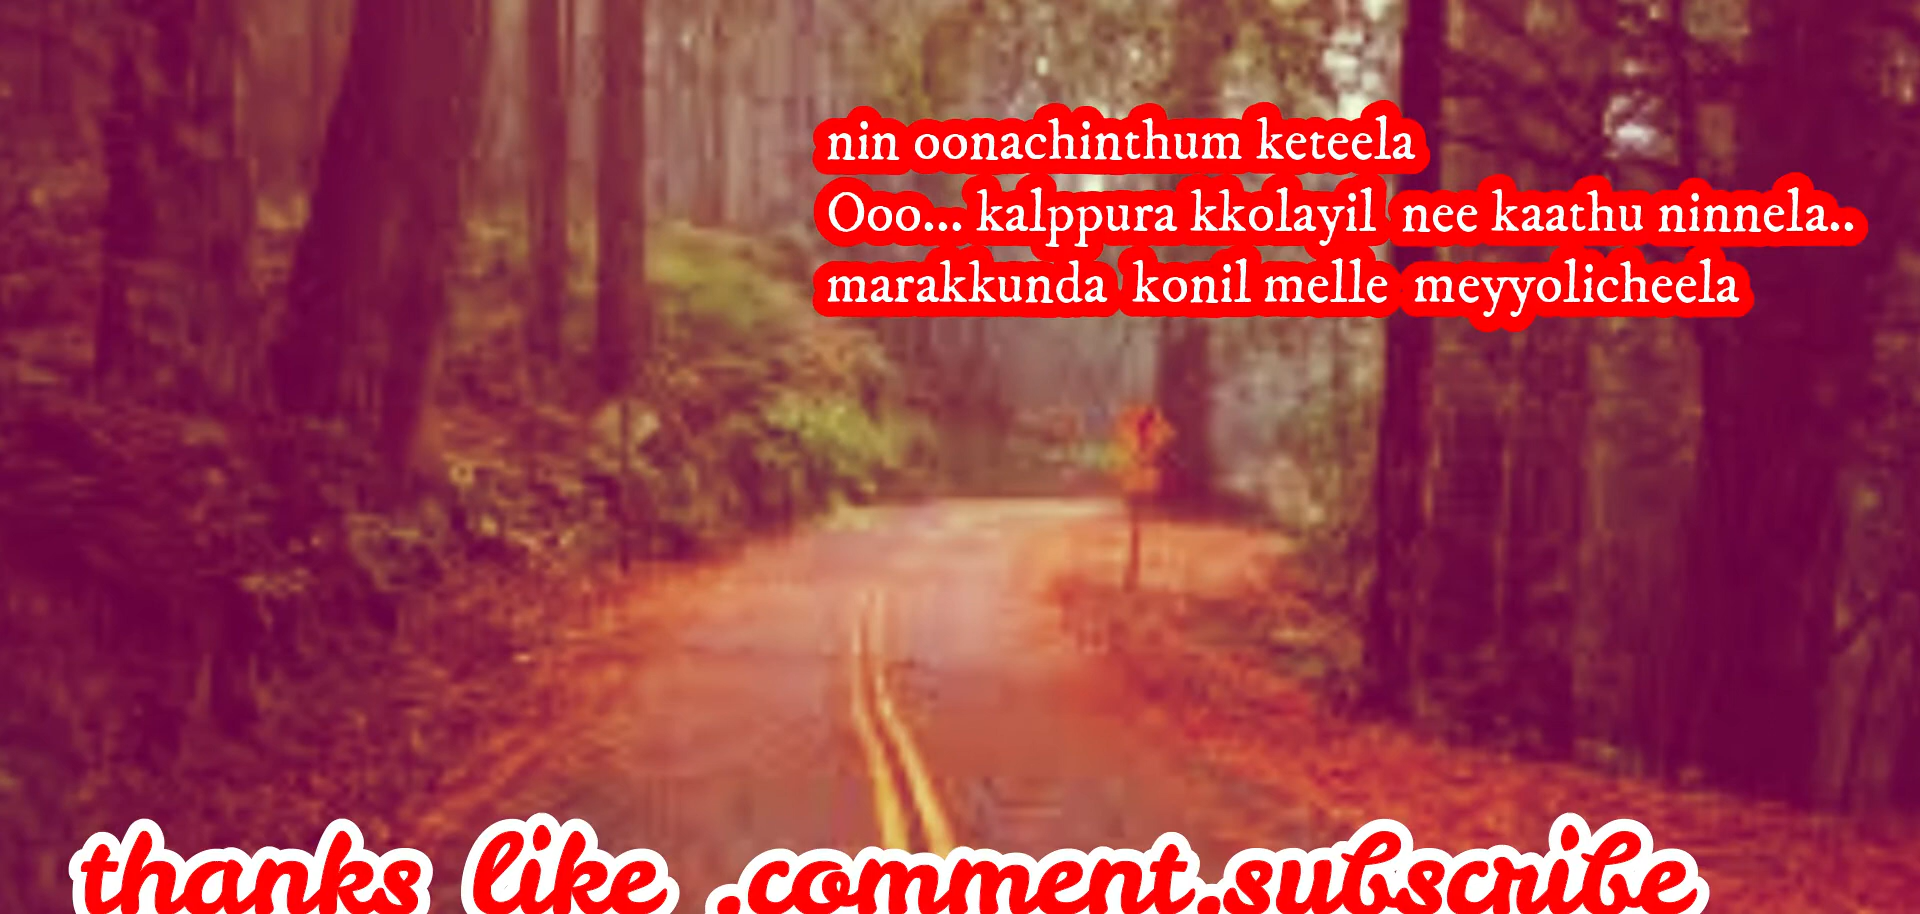 nin oonachinthum keteela
Ooo... kalppura kkolayil nee kaathu ninnela..
marakkunda konil melle meyyolicheela
thanks like .comment.subscribe